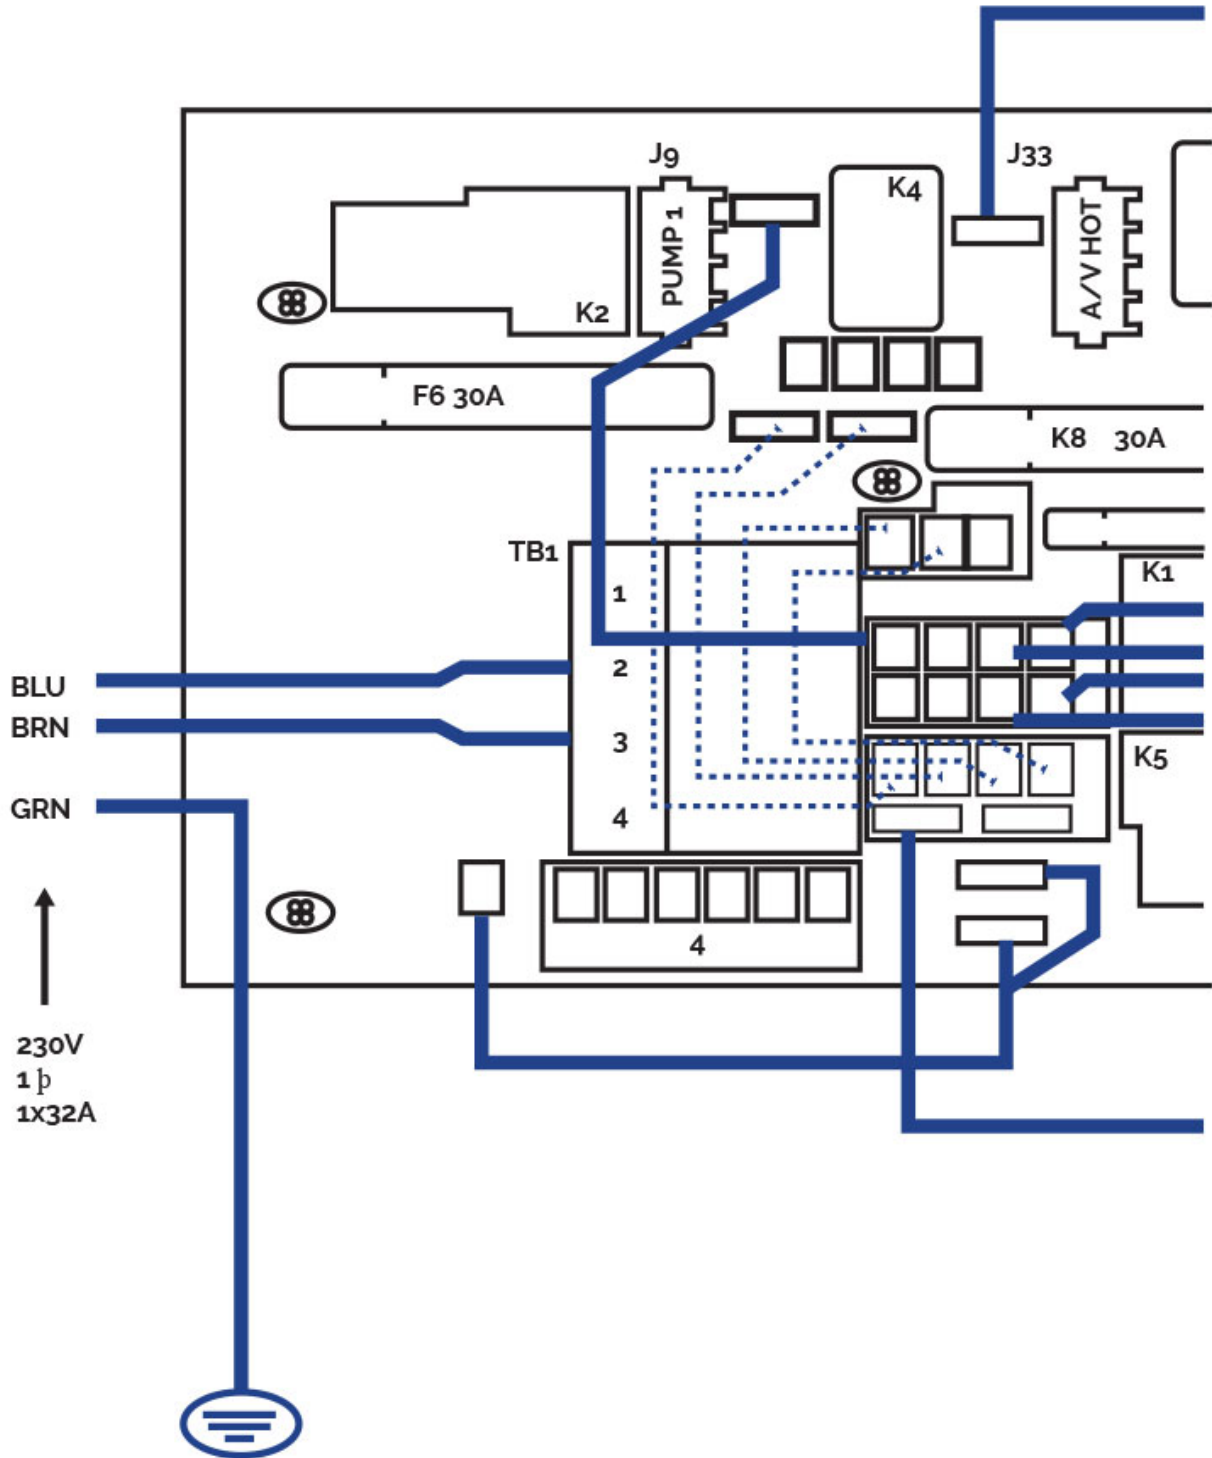 J9
J33
K4
PUMP 1
A/V HOT
K2
F6 30A
K8 30A
TB1
K1
1
2
BLU
BRN
3
K5
GRN
4
4
230V
1 þ
1x32A